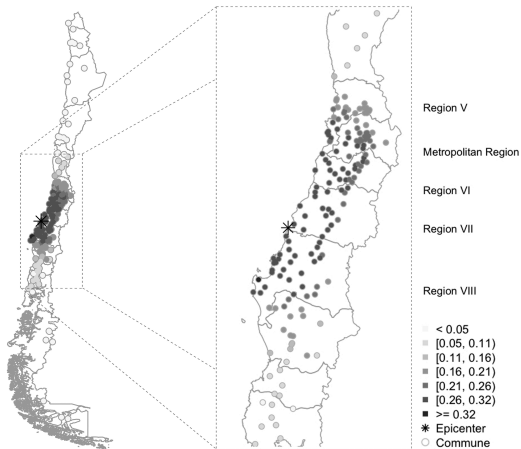 Region V
Metropolitan Region
Region VI
Region VII
Region VIII
< 0.05
[0.05, 0.11)
[0.11, 0.16)
[0.16, 0.21)
[0.21, 0.26)
[0.26, 0.32)
>= 0.32
Epicenter
Commune